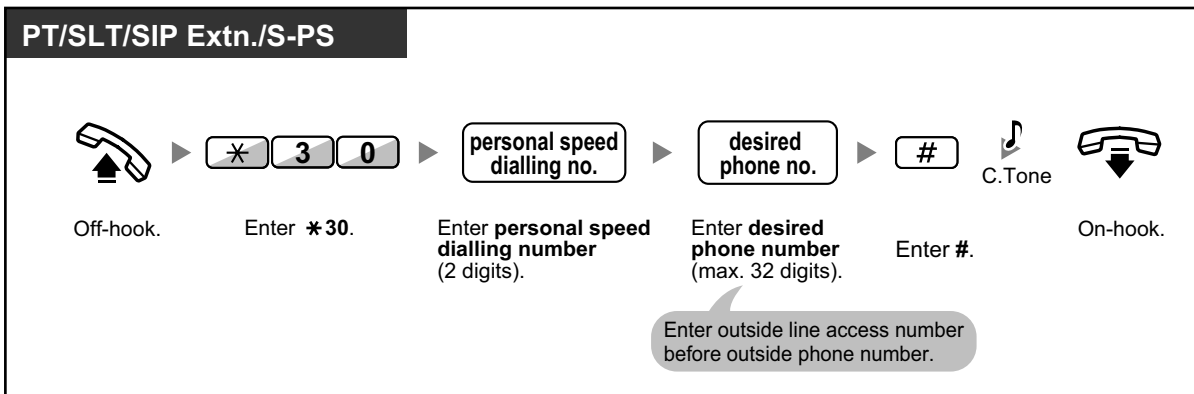 PT/SLT/SIP Extn./S-PS
* 3 0
personal speed
dialling no.
desired
phone no.
#
C.Tone
Off-hook.
Enter *30.
Enter personal speed
dialling number
(2 digits).
Enter desired
phone number
(max. 32 digits).
Enter #.
On-hook.
Enter outside line access number
before outside phone number.